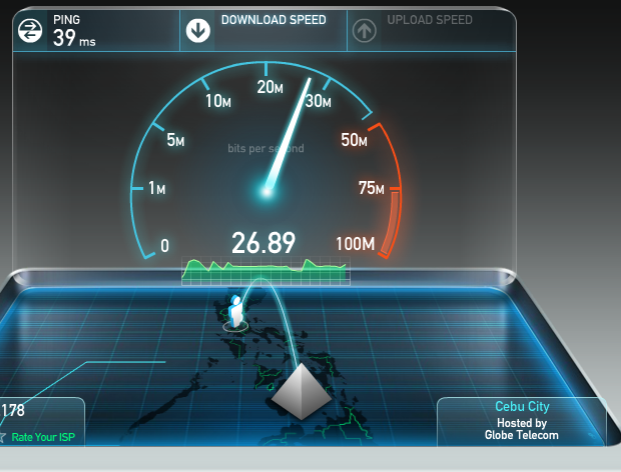 PING
39 ms
DOWNLOAD SPEED
UPLOAD SPEED
20M
10M
30M
5M
50M
bits per second
1M
75M
0
26.89
100M
178
Rate Your ISP
Cebu City
Hosted by
Globe Telecom